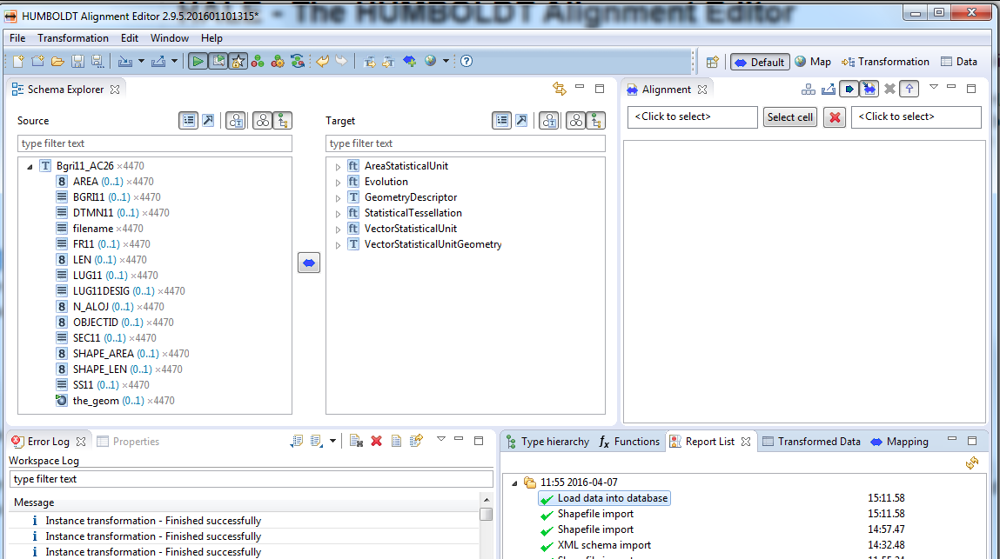 HALE - The HUMBOLDT Alignment Editor
HUMBOLDT Alignment Editor 2.9.5.201601101315*
File Transformation Edit Window Help
Default Map Transformation Data
Schema Explorer
Alignment
Source
Target
<Click to select> Select cell <Click to select>
type filter text
type filter text
Bgri11_AC26 ×4470
AREA (0..1) ×4470
BGRI11 (0..1) ×4470
DTMN11 (0..1) ×4470
filename ×4470
FR11 (0..1) ×4470
LEN (0..1) ×4470
LUG11 (0..1) ×4470
LUG11DESIG (0..1) ×4470
N_ALOJ (0..1) ×4470
OBJECTID (0..1) ×4470
SEC11 (0..1) ×4470
SHAPE_AREA (0..1) ×4470
SHAPE_LEN (0..1) ×4470
SS11 (0..1) ×4470
the_geom (0..1) ×4470
AreaStatisticalUnit
Evolution
GeometryDescriptor
StatisticalTessellation
VectorStatisticalUnit
VectorStatisticalUnitGeometry
Error Log
Properties
Workspace Log
type filter text
Message
Instance transformation - Finished successfully
Instance transformation - Finished successfully
Instance transformation - Finished successfully
Type hierarchy Functions Report List Transformed Data Mapping
11:55 2016-04-07
Load data into database 15:11.58
Shapefile import 15:11.58
Shapefile import 14:57.47
XML schema import 14:32.48